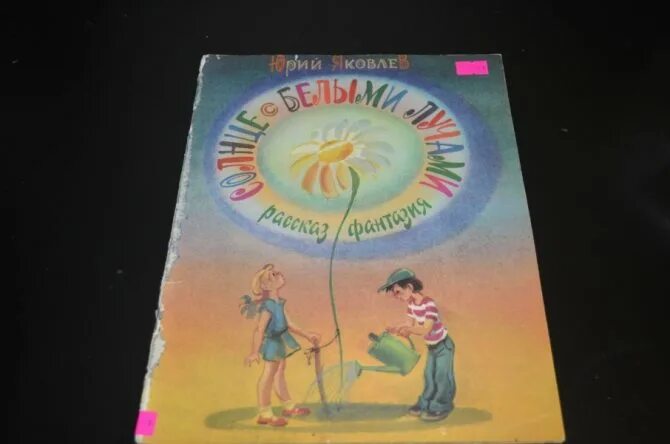 Юрий Яковлев
СОЛНЦЕ С БЕЛЫМИ ЛУЧАМИ
рассказ фантазия